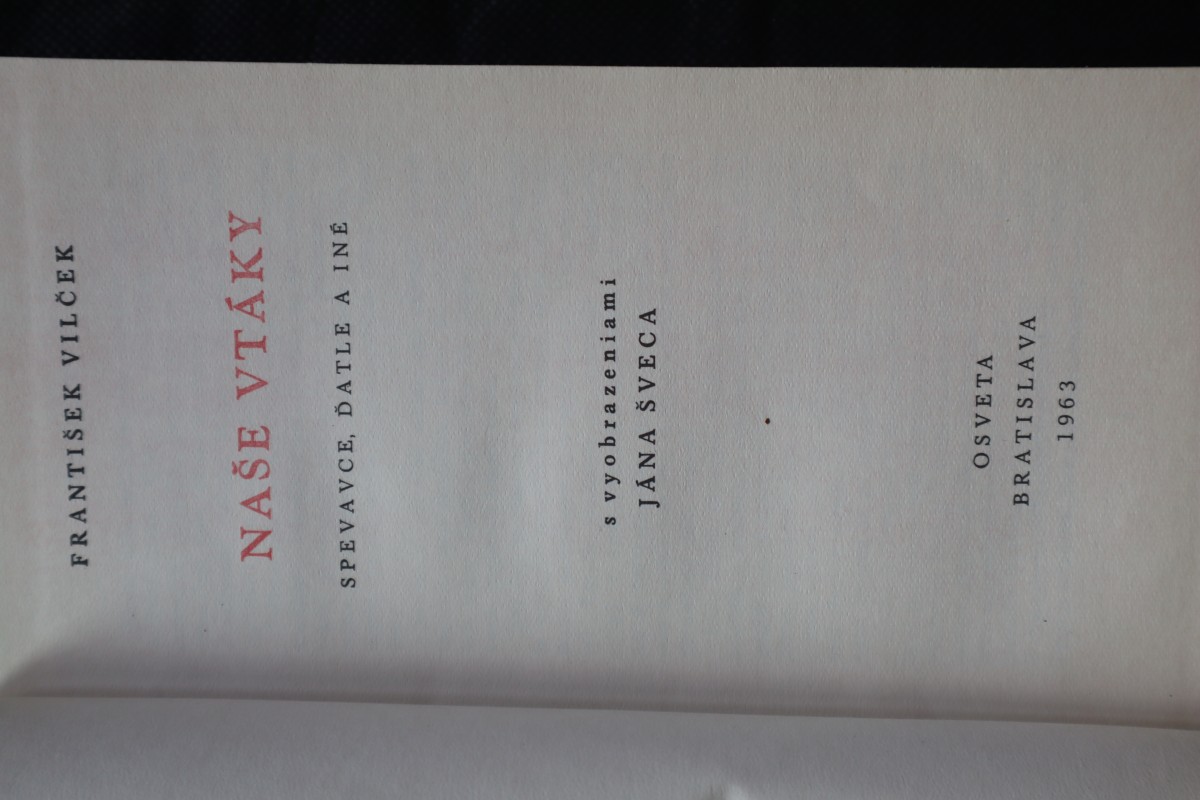 FRANTIŠEK VILČEK
NAŠE VTÁKY
SPEVAVCE, ĎATLE A INÉ
s vyobrazeniami
JÁNA ŠVECA
OSVETA
BRATISLAVA
1963